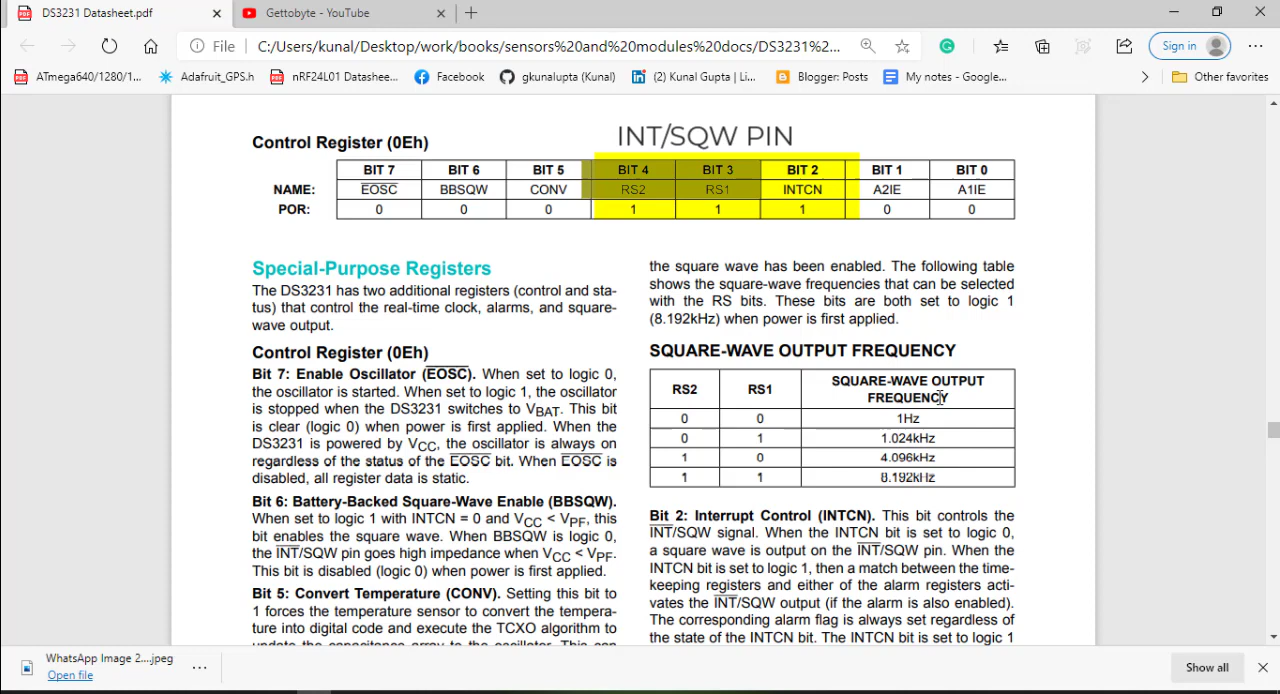 DS3231 Datasheet.pdf
Gettobyte - YouTube
File
C:/Users/kunal/Desktop/work/books/sensors%20and%20modules%20docs/DS3231%2...
Sign in
ATmega640/1280/1...
Adafruit_GPS.h
nRF24L01 Datashee...
Facebook
gkunalupta (Kunal)
(2) Kunal Gupta | Li...
Blogger: Posts
My notes - Google...
Other favorites
INT/SQW PIN
Control Register (0Eh)
BIT 7 BIT 6 BIT 5 BIT 4 BIT 3 BIT 2 BIT 1 BIT 0
NAME: EOSC BBSQW CONV RS2 RS1 INTCN A2IE A1IE
POR: 0 0 0 1 1 1 0 0
Special-Purpose Registers
The DS3231 has two additional registers (control and sta-
tus) that control the real-time clock, alarms, and square-
wave output.
Control Register (0Eh)
Bit 7: Enable Oscillator (EOSC). When set to logic 0,
the oscillator is started. When set to logic 1, the oscillator
is stopped when the DS3231 switches to VBAT. This bit
is clear (logic 0) when power is first applied. When the
DS3231 is powered by VCC, the oscillator is always on
regardless of the status of the EOSC bit. When EOSC is
disabled, all register data is static.
Bit 6: Battery-Backed Square-Wave Enable (BBSQW).
When set to logic 1 with INTCN = 0 and VCC < VPF, this
bit enables the square wave. When BBSQW is logic 0,
the INT/SQW pin goes high impedance when VCC < VPF.
This bit is disabled (logic 0) when power is first applied.
Bit 5: Convert Temperature (CONV). Setting this bit to
1 forces the temperature sensor to convert the tempera-
ture into digital code and execute the TCXO algorithm to
update the capacitance array to the oscillator. This can
the square wave has been enabled. The following table
shows the square-wave frequencies that can be selected
with the RS bits. These bits are both set to logic 1
(8.192kHz) when power is first applied.
SQUARE-WAVE OUTPUT FREQUENCY
RS2 RS1 SQUARE-WAVE OUTPUT
FREQUENCY
0 0 1Hz
0 1 1.024kHz
1 0 4.096kHz
1 1 8.192kHz
Bit 2: Interrupt Control (INTCN). This bit controls the
INT/SQW signal. When the INTCN bit is set to logic 0,
a square wave is output on the INT/SQW pin. When the
INTCN bit is set to logic 1, then a match between the time-
keeping registers and either of the alarm registers acti-
vates the INT/SQW output (if the alarm is also enabled).
The corresponding alarm flag is always set regardless of
the state of the INTCN bit. The INTCN bit is set to logic 1
WhatsApp Image 2....jpeg
Open file
Show all